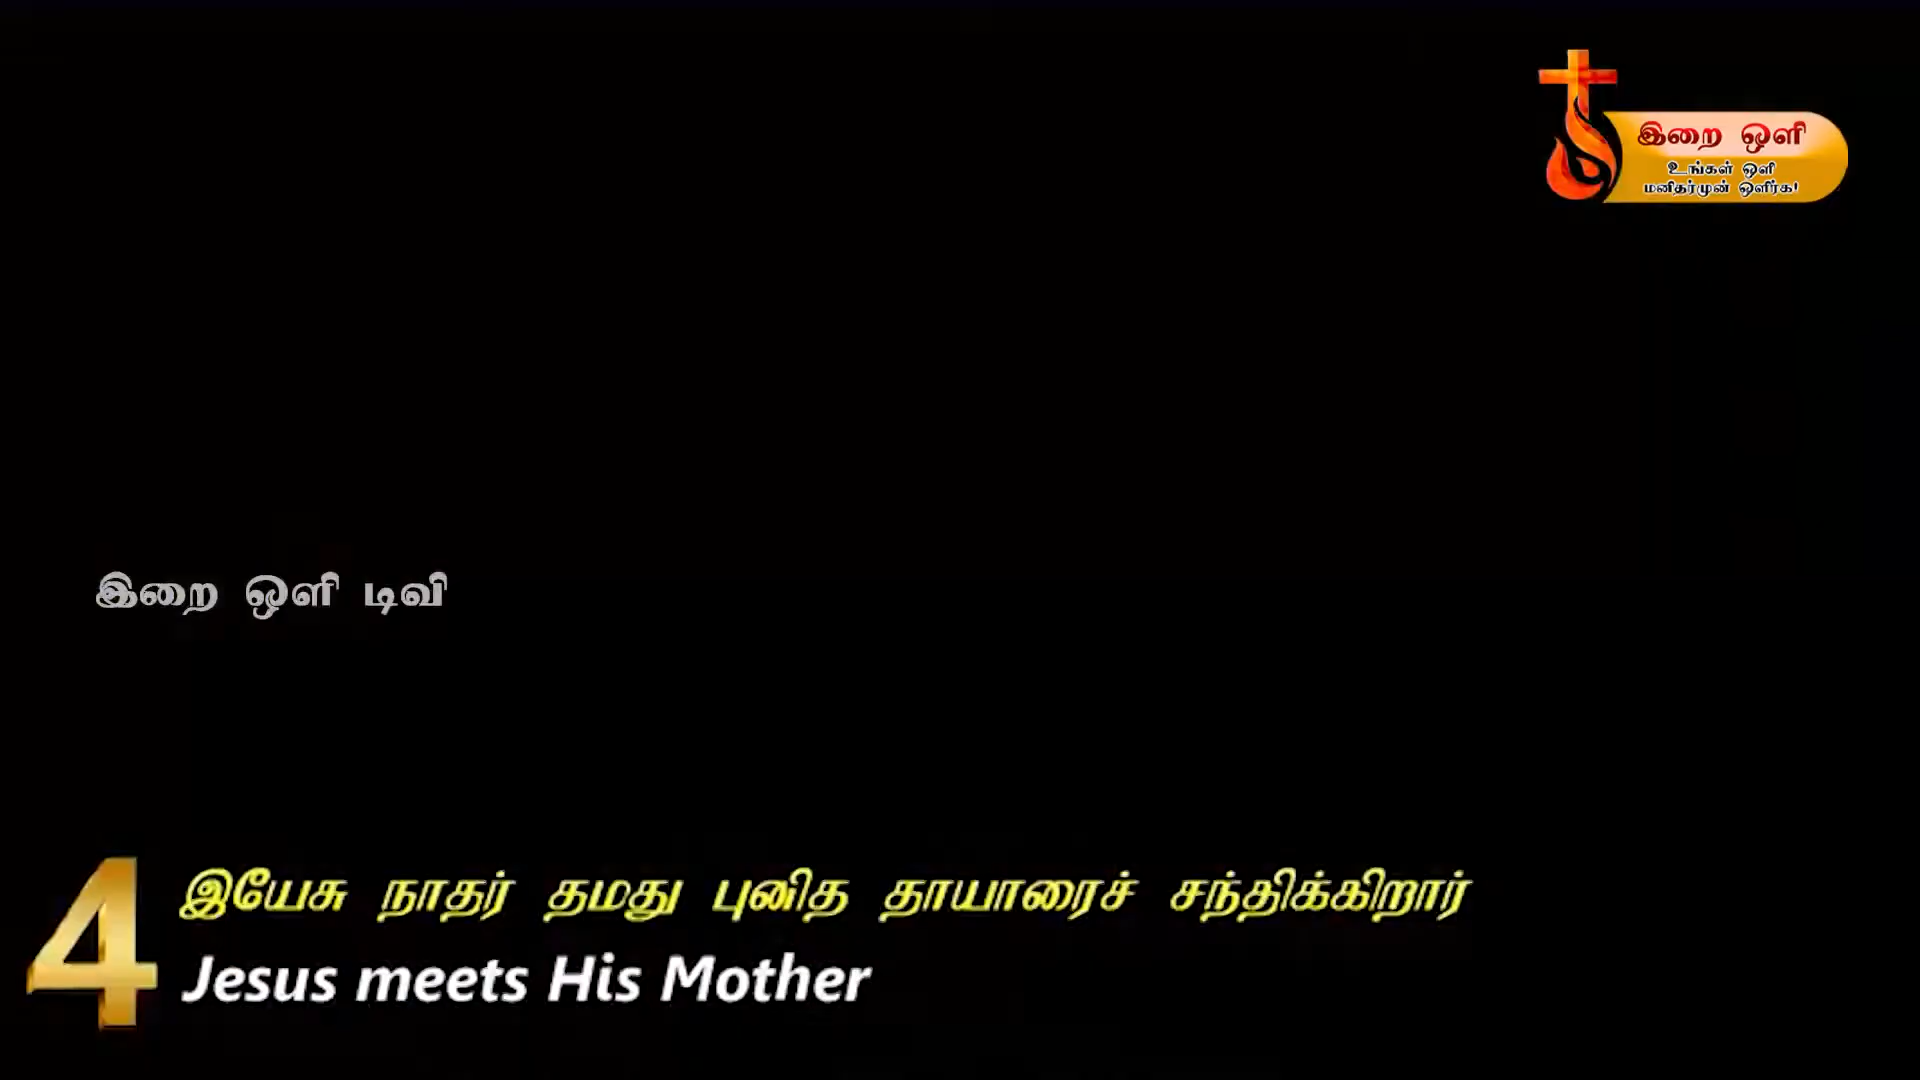 இறை ஒளி
உங்கள் ஒளி
மனிதர்முன் ஒளிர்க!
இறை ஒளி டிவி
4
இயேசு நாதர் தமது புனித தாயாரைச் சந்திக்கிறார்
Jesus meets His Mother